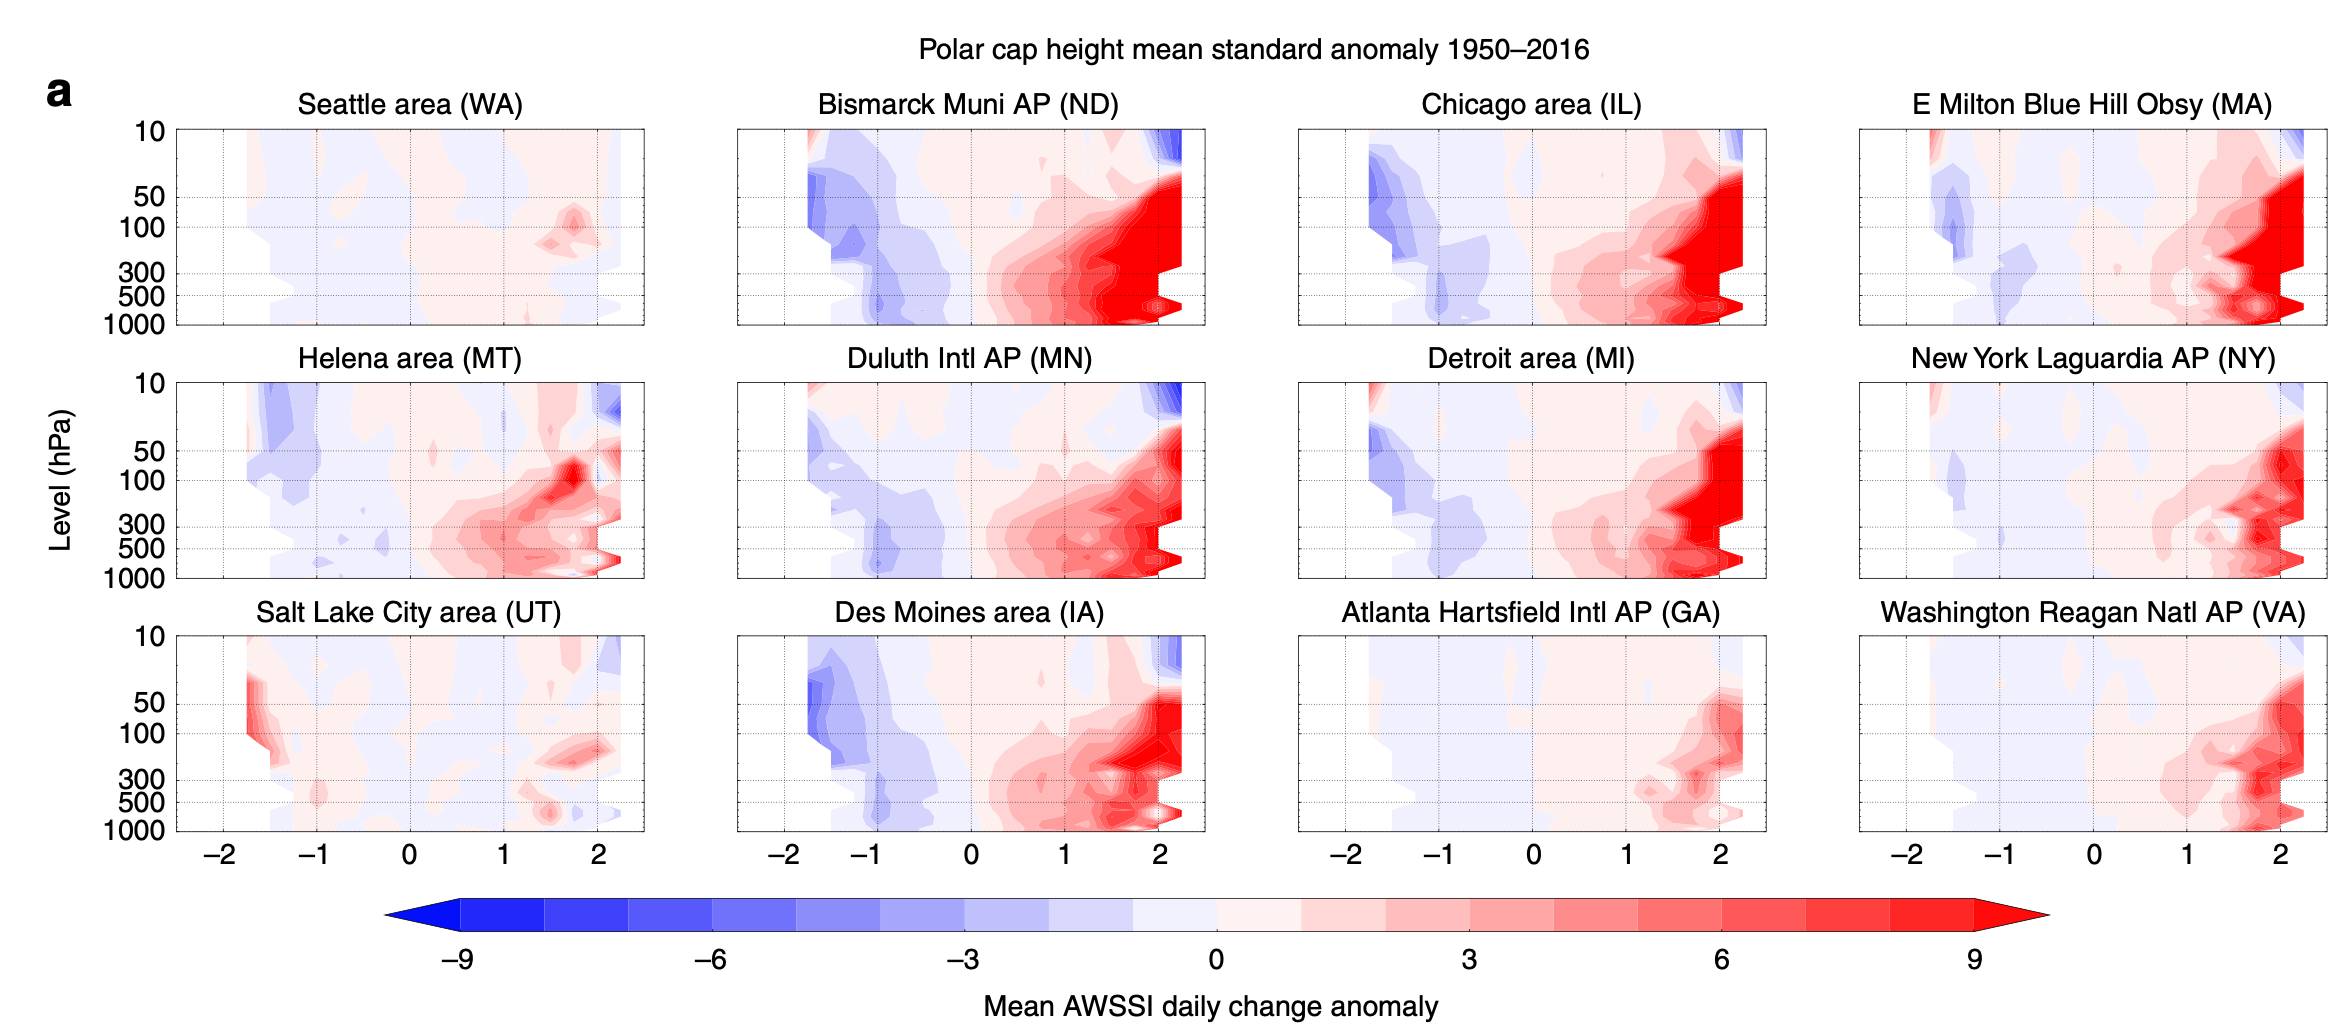 Polar cap height mean standard anomaly 1950–2016
a
Seattle area (WA)
Bismarck Muni AP (ND)
Chicago area (IL)
E Milton Blue Hill Obsy (MA)
10
50
100
300
500
1000
Helena area (MT)
Duluth Intl AP (MN)
Detroit area (MI)
New York Laguardia AP (NY)
Level (hPa)
10
50
100
300
500
1000
Salt Lake City area (UT)
Des Moines area (IA)
Atlanta Hartsfield Intl AP (GA)
Washington Reagan Natl AP (VA)
10
50
100
300
500
1000
–2 –1 0 1 2
–2 –1 0 1 2
–2 –1 0 1 2
–2 –1 0 1 2
–9 –6 –3 0 3 6 9
Mean AWSSI daily change anomaly